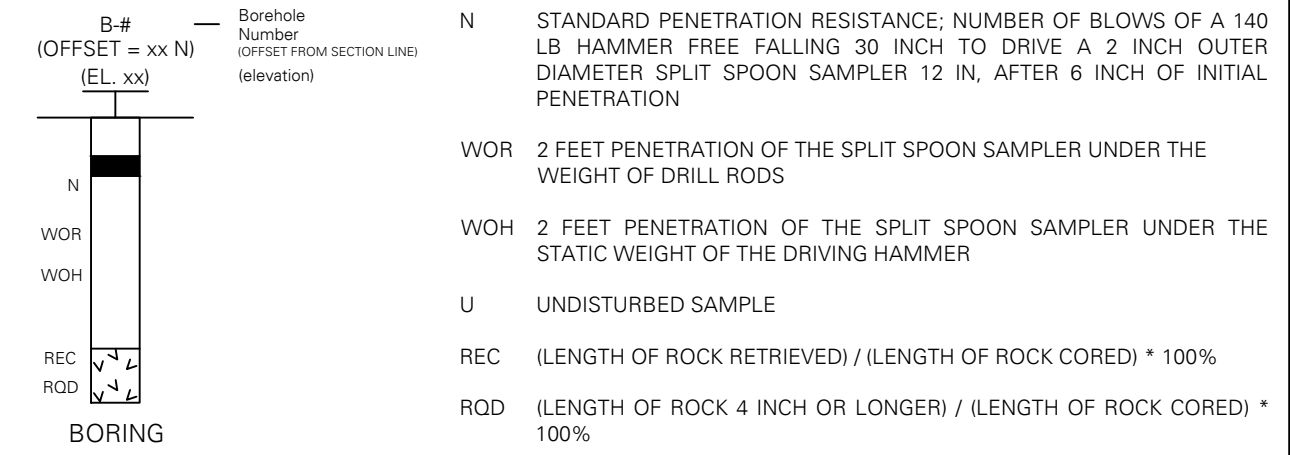 B-#
(OFFSET = xx N)
(EL. xx)
Borehole
Number
(OFFSET FROM SECTION LINE)
(elevation)
N
WOR
WOH
REC
RQD
BORING
N STANDARD PENETRATION RESISTANCE; NUMBER OF BLOWS OF A 140
LB HAMMER FREE FALLING 30 INCH TO DRIVE A 2 INCH OUTER
DIAMETER SPLIT SPOON SAMPLER 12 IN, AFTER 6 INCH OF INITIAL
PENETRATION
WOR 2 FEET PENETRATION OF THE SPLIT SPOON SAMPLER UNDER THE
WEIGHT OF DRILL RODS
WOH 2 FEET PENETRATION OF THE SPLIT SPOON SAMPLER UNDER THE
STATIC WEIGHT OF THE DRIVING HAMMER
U UNDISTURBED SAMPLE
REC (LENGTH OF ROCK RETRIEVED) / (LENGTH OF ROCK CORED) * 100%
RQD (LENGTH OF ROCK 4 INCH OR LONGER) / (LENGTH OF ROCK CORED) *
100%